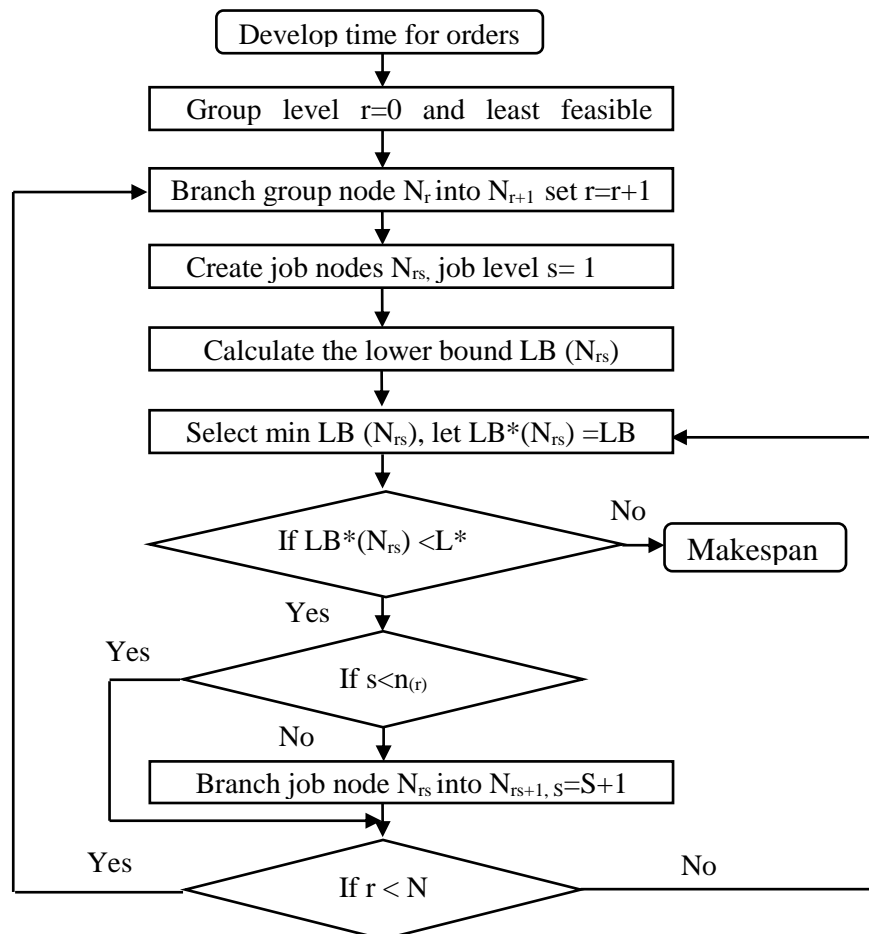 Develop time for orders
Group level r=0 and least feasible
Branch group node Nr into Nr+1 set r=r+1
Create job nodes Nrs, job level s= 1
Calculate the lower bound LB (Nrs)
Select min LB (Nrs), let LB*(Nrs) =LB
If LB*(Nrs) <L*
No
Makespan
Yes
Yes
If s<n(r)
No
Branch job node Nrs into Nrs+1, S=S+1
Yes
If r < N
No